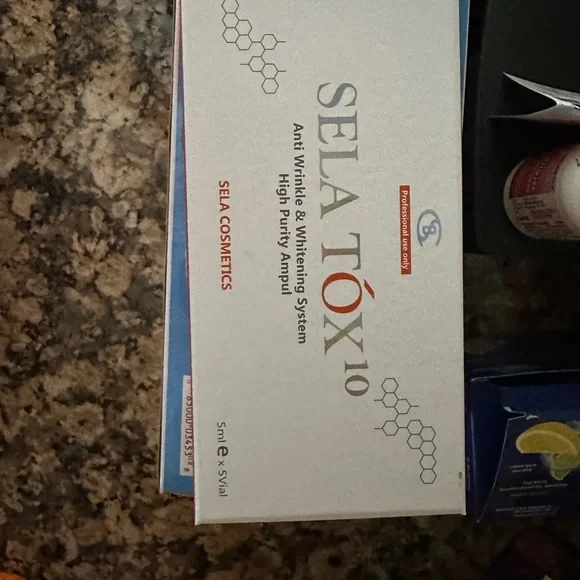 Professional use only
SELA TÓX 10
Anti Wrinkle & Whitening System
High Purity Ampul
SELA COSMETICS
5ml e x 5Vial